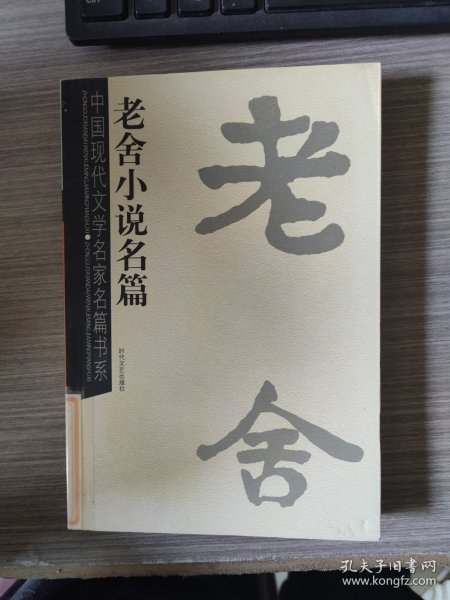 中国现代文学名家名篇书系
老舍小说名篇
老舍
时代文艺出版社
孔夫子旧书网
www.kongfz.com
Ctrl